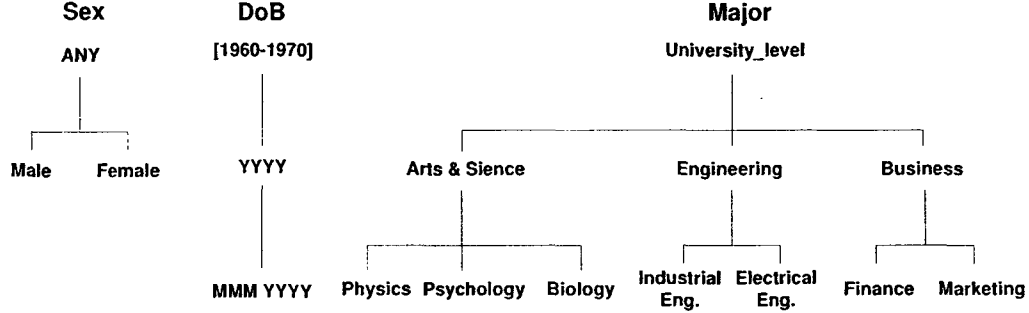 Sex DoB Major
ANY [1960-1970] University_level
Male Female YYYY Arts & Sience Engineering Business
MMM YYYY Physics Psychology Biology Industrial Eng. Electrical Eng. Finance Marketing